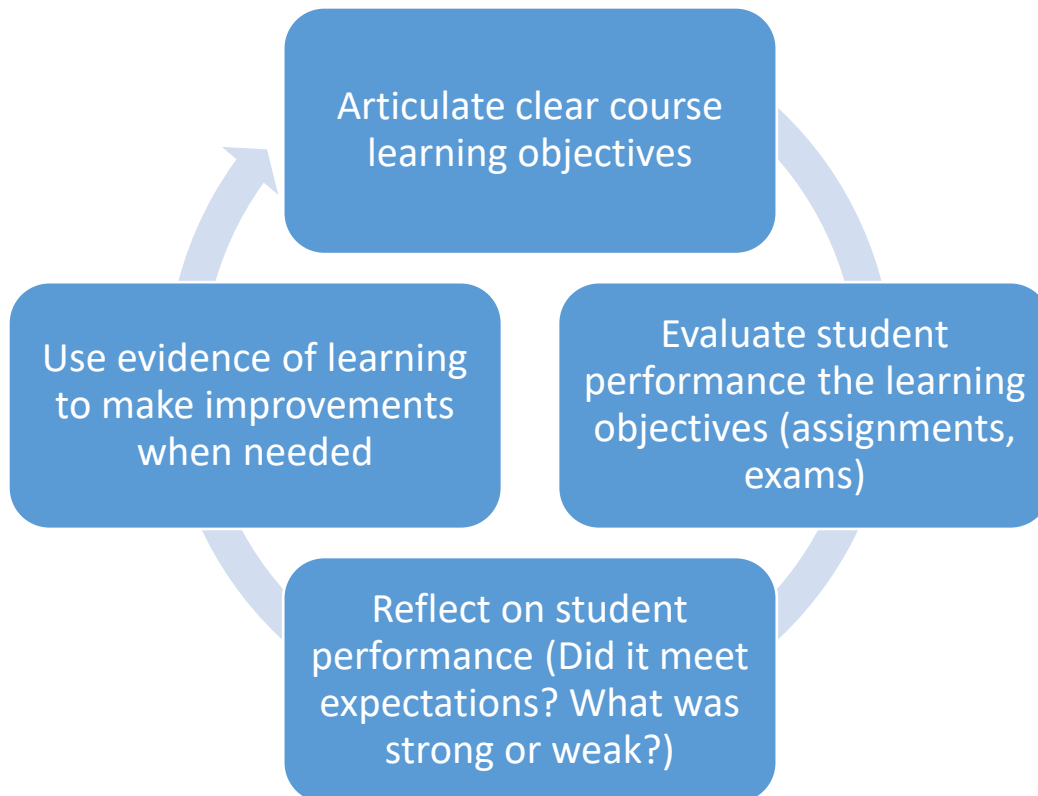 Articulate clear course
learning objectives
Evaluate student
performance the learning
objectives (assignments,
exams)
Reflect on student
performance (Did it meet
expectations? What was
strong or weak?)
Use evidence of learning
to make improvements
when needed